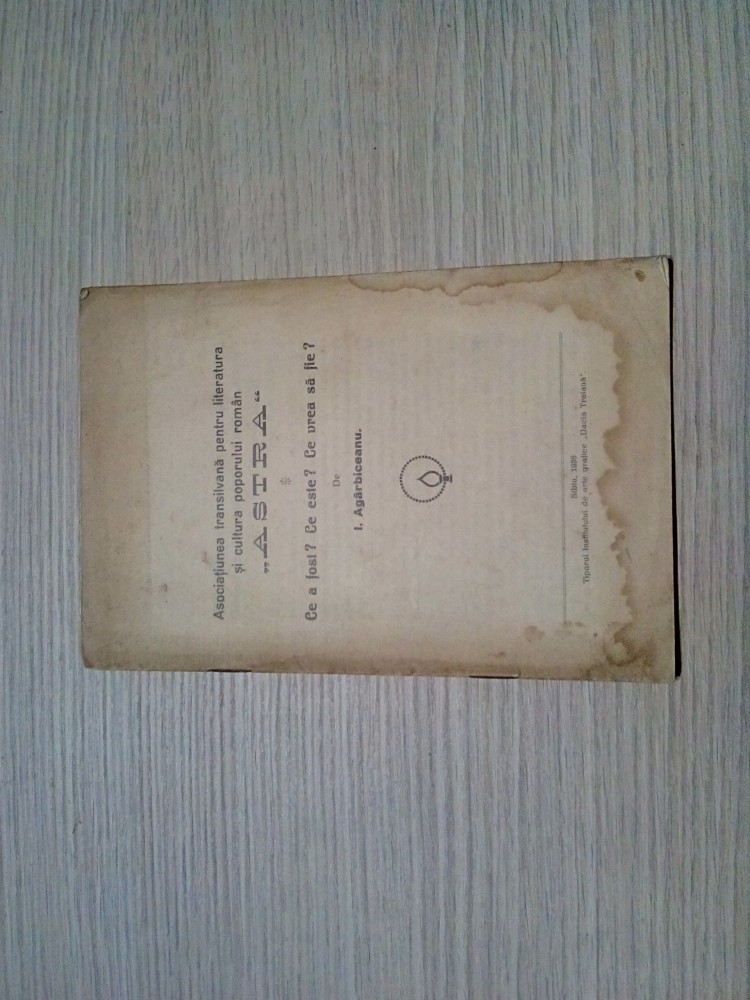 Asociațiunea transilvană pentru literatura
și cultura poporului român
„ASTRA“
Ce a fost? Ce este? Ce vrea să fie?
De
I. Agârbiceanu.
Sibiu, 1936
Tiparul Institutului de arte grafice „Dacia Traiană“.